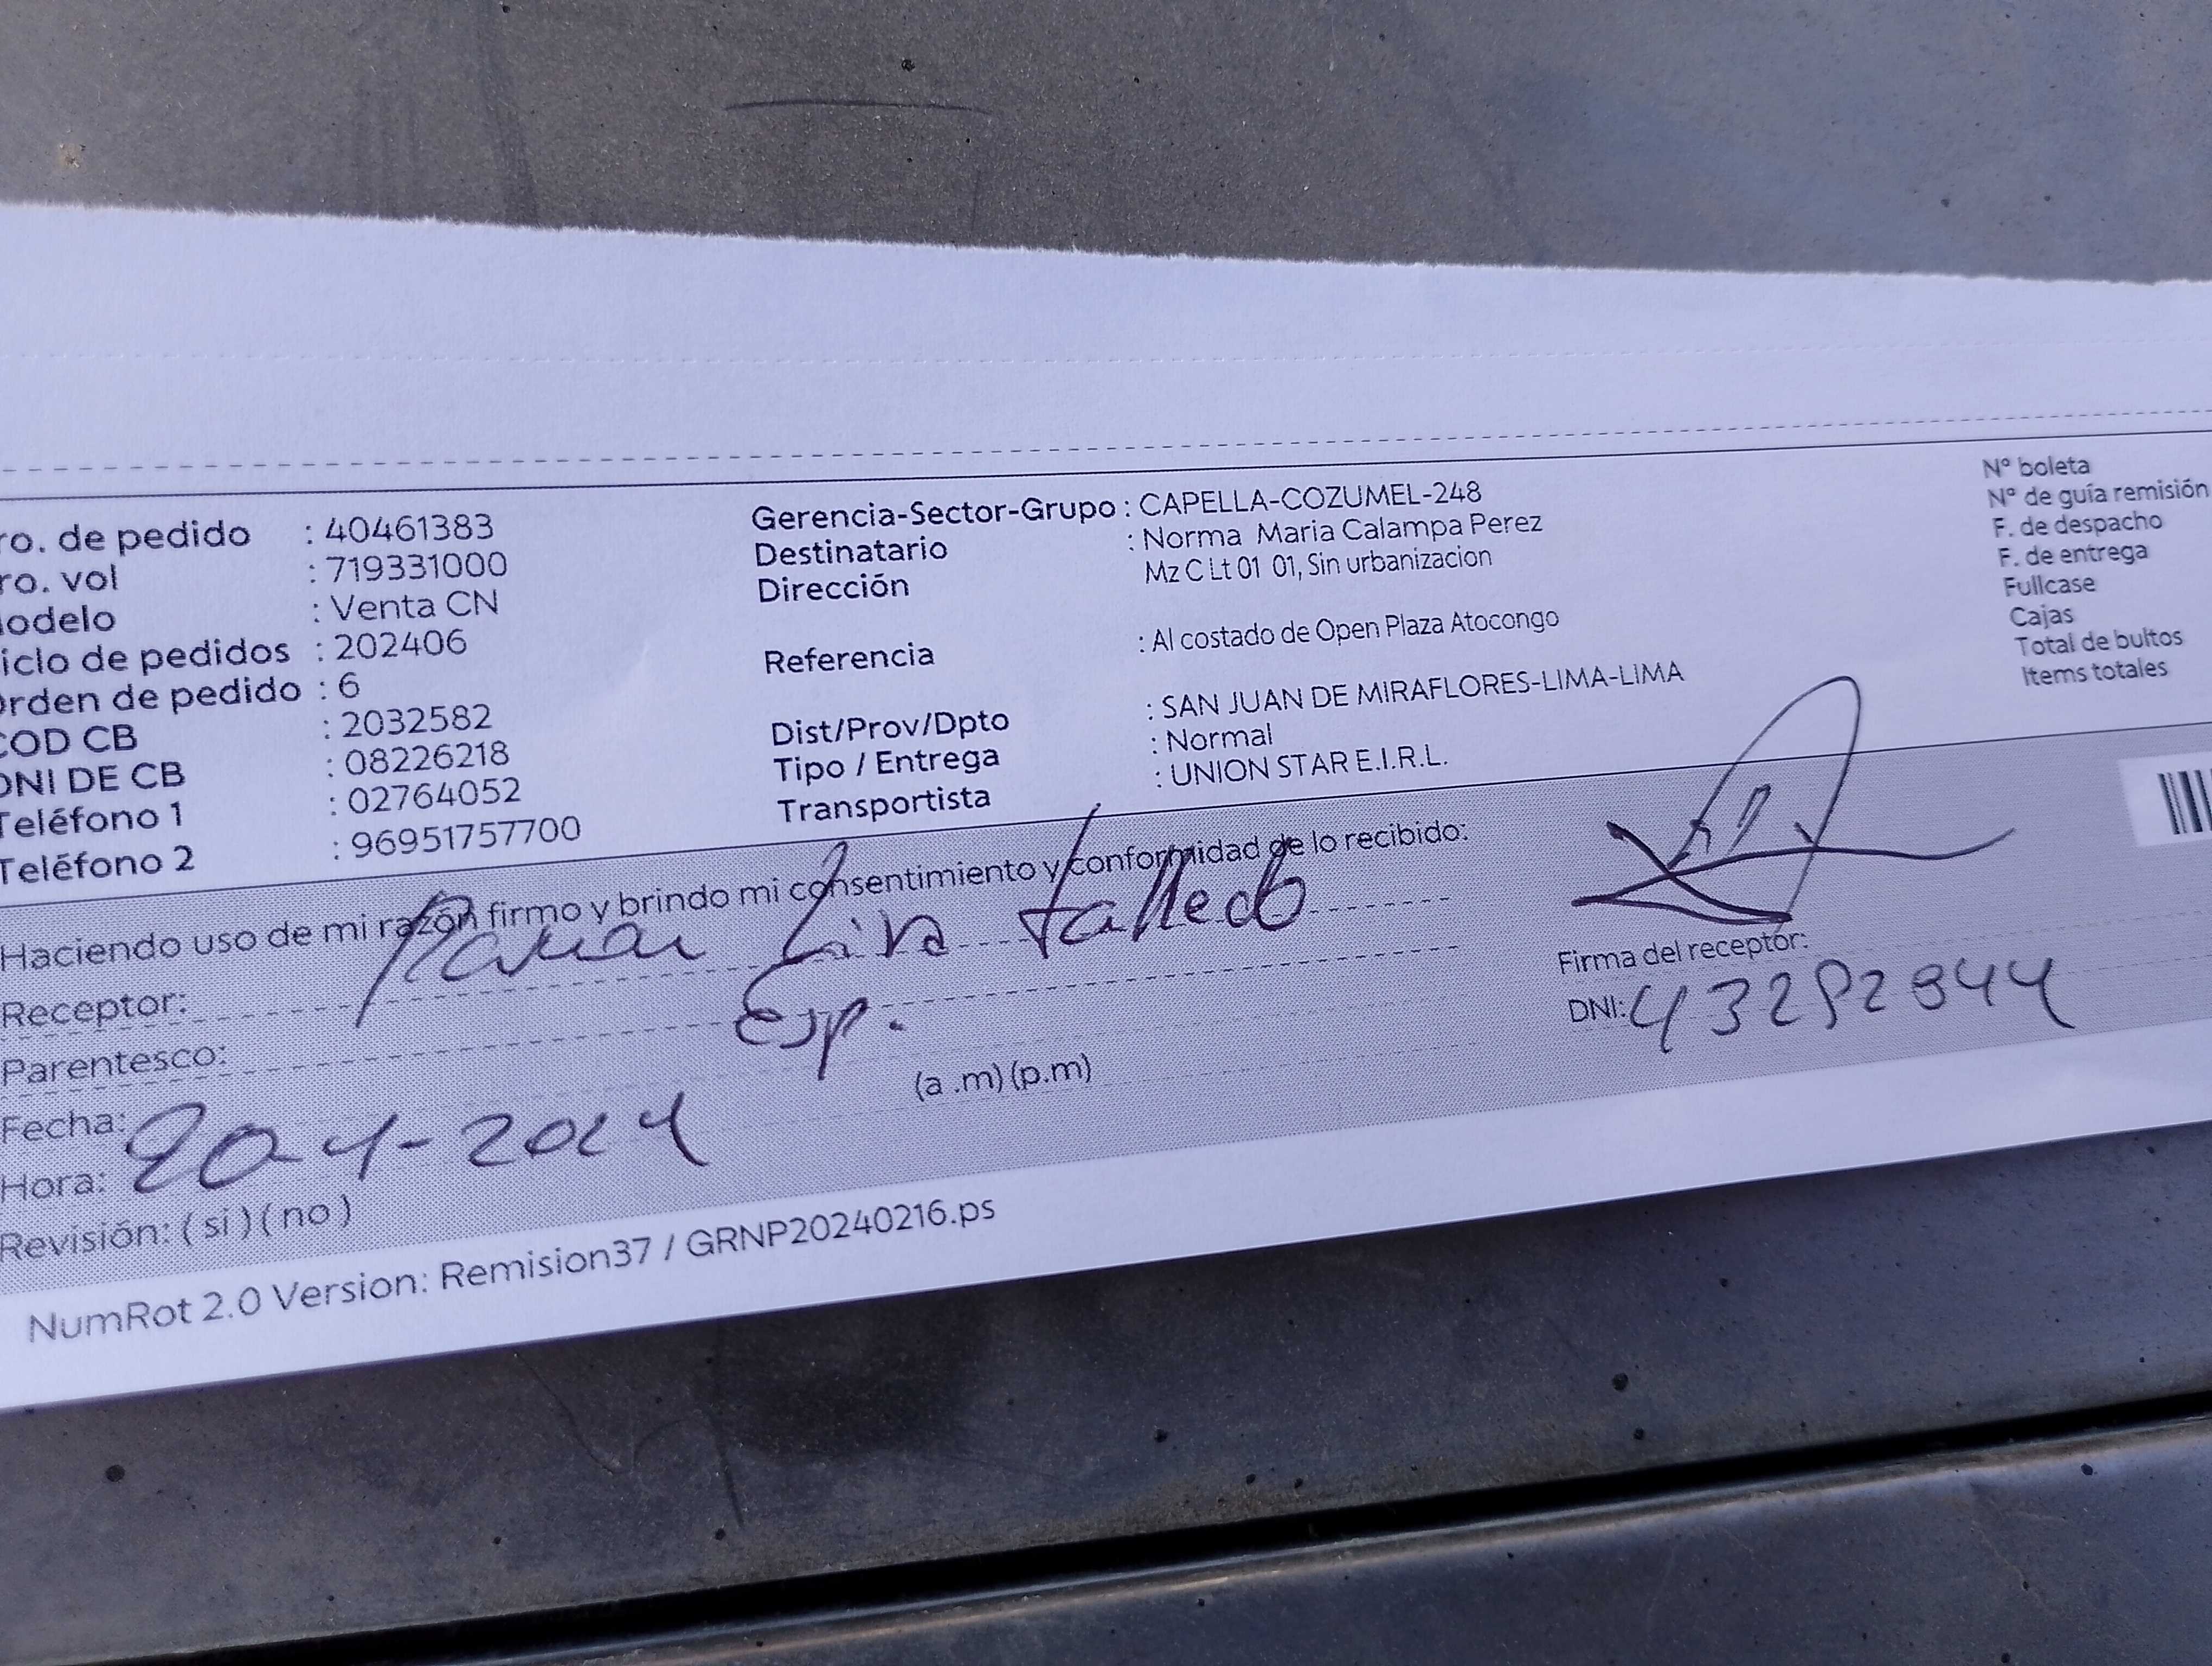 ro. de pedido : 40461383
ro. vol : 719331000
odelo : Venta CN
iclo de pedidos : 202406
rden de pedido : 6
COD CB : 2032582
DNI DE CB : 08226218
Teléfono 1 : 02764052
Teléfono 2 : 96951757700
Gerencia-Sector-Grupo : CAPELLA-COZUMEL-248
Destinatario : Norma Maria Calampa Perez
Dirección Mz C Lt 01 01, Sin urbanizacion
Referencia : Al costado de Open Plaza Atocongo
Dist/Prov/Dpto : SAN JUAN DE MIRAFLORES-LIMA-LIMA
Tipo / Entrega : Normal
Transportista : UNION STAR E.I.R.L.
N° boleta
N° de guía remisión
F. de despacho
F. de entrega
Fullcase
Cajas
Total de bultos
Items totales
Haciendo uso de mi razón firmo y brindo mi consentimiento y conformidad de lo recibido:
Receptor: Lira
Parentesco: Esp.
Fecha:
Hora: 20-4-2024
(a .m) (p.m)
Revisión: ( si ) ( no )
Firma del receptor:
DNI:
NumRot 2.0 Version: Remision37 / GRNP20240216.ps